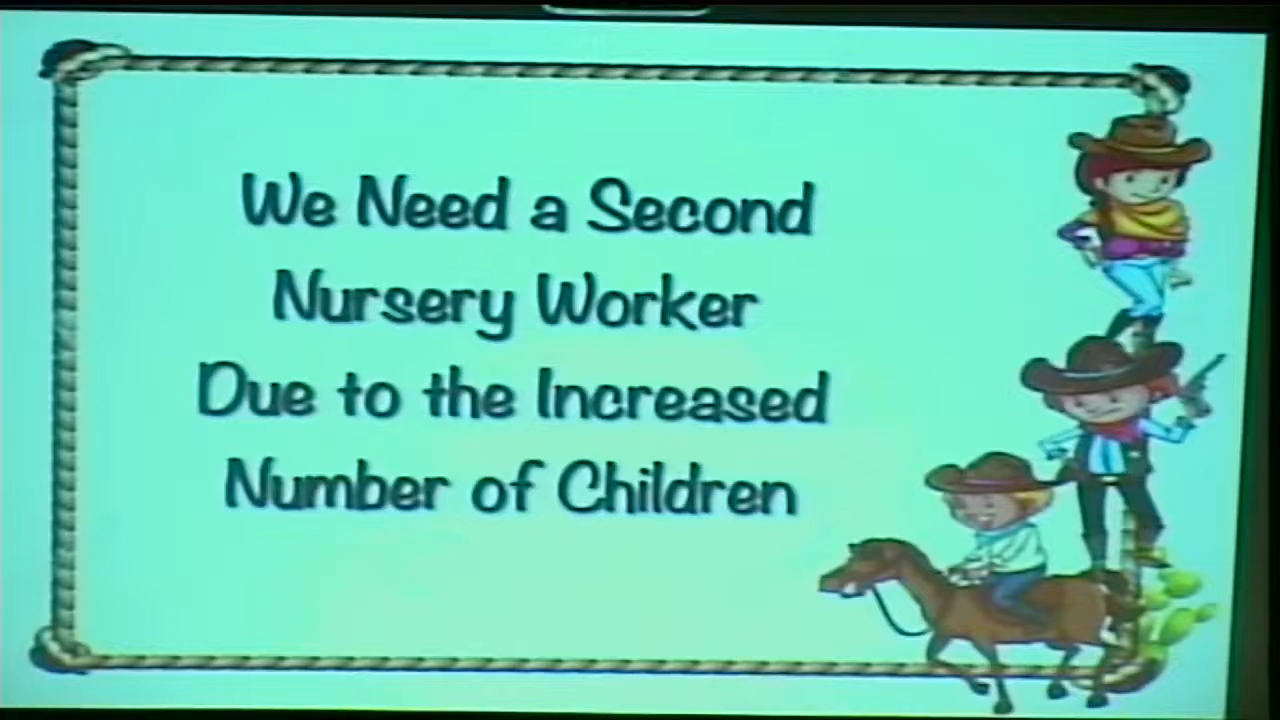 We Need a Second
Nursery Worker
Due to the Increased
Number of Children